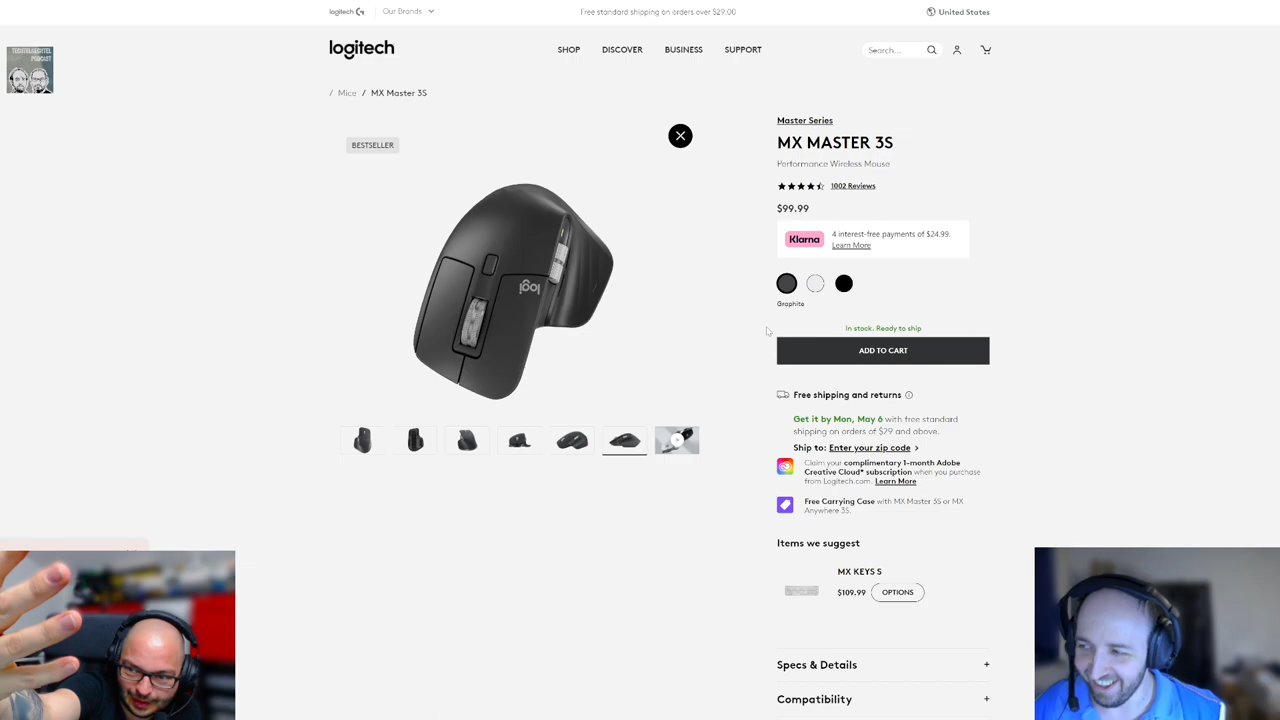 logitech G
Our Brands
Free standard shipping on orders over $29.00
United States
TECHTELMECHTEL
PODCAST
logitech
SHOP
DISCOVER
BUSINESS
SUPPORT
Search...
/ Mice / MX Master 3S
BESTSELLER
logi
Master Series
MX MASTER 3S
Performance Wireless Mouse
1002 Reviews
$99.99
Klarna
4 interest-free payments of $24.99.
Learn More
Graphite
In stock. Ready to ship
ADD TO CART
Free shipping and returns
Get it by Mon, May 6 with free standard
shipping on orders of $29 and above.
Ship to: Enter your zip code >
Claim your complimentary 1-month Adobe
Creative Cloud* subscription when you purchase
from Logitech.com. Learn More
Free Carrying Case with MX Master 3S or MX
Anywhere 3S.
Items we suggest
MX KEYS S
$109.99
OPTIONS
Specs & Details
+
Compatibility
+